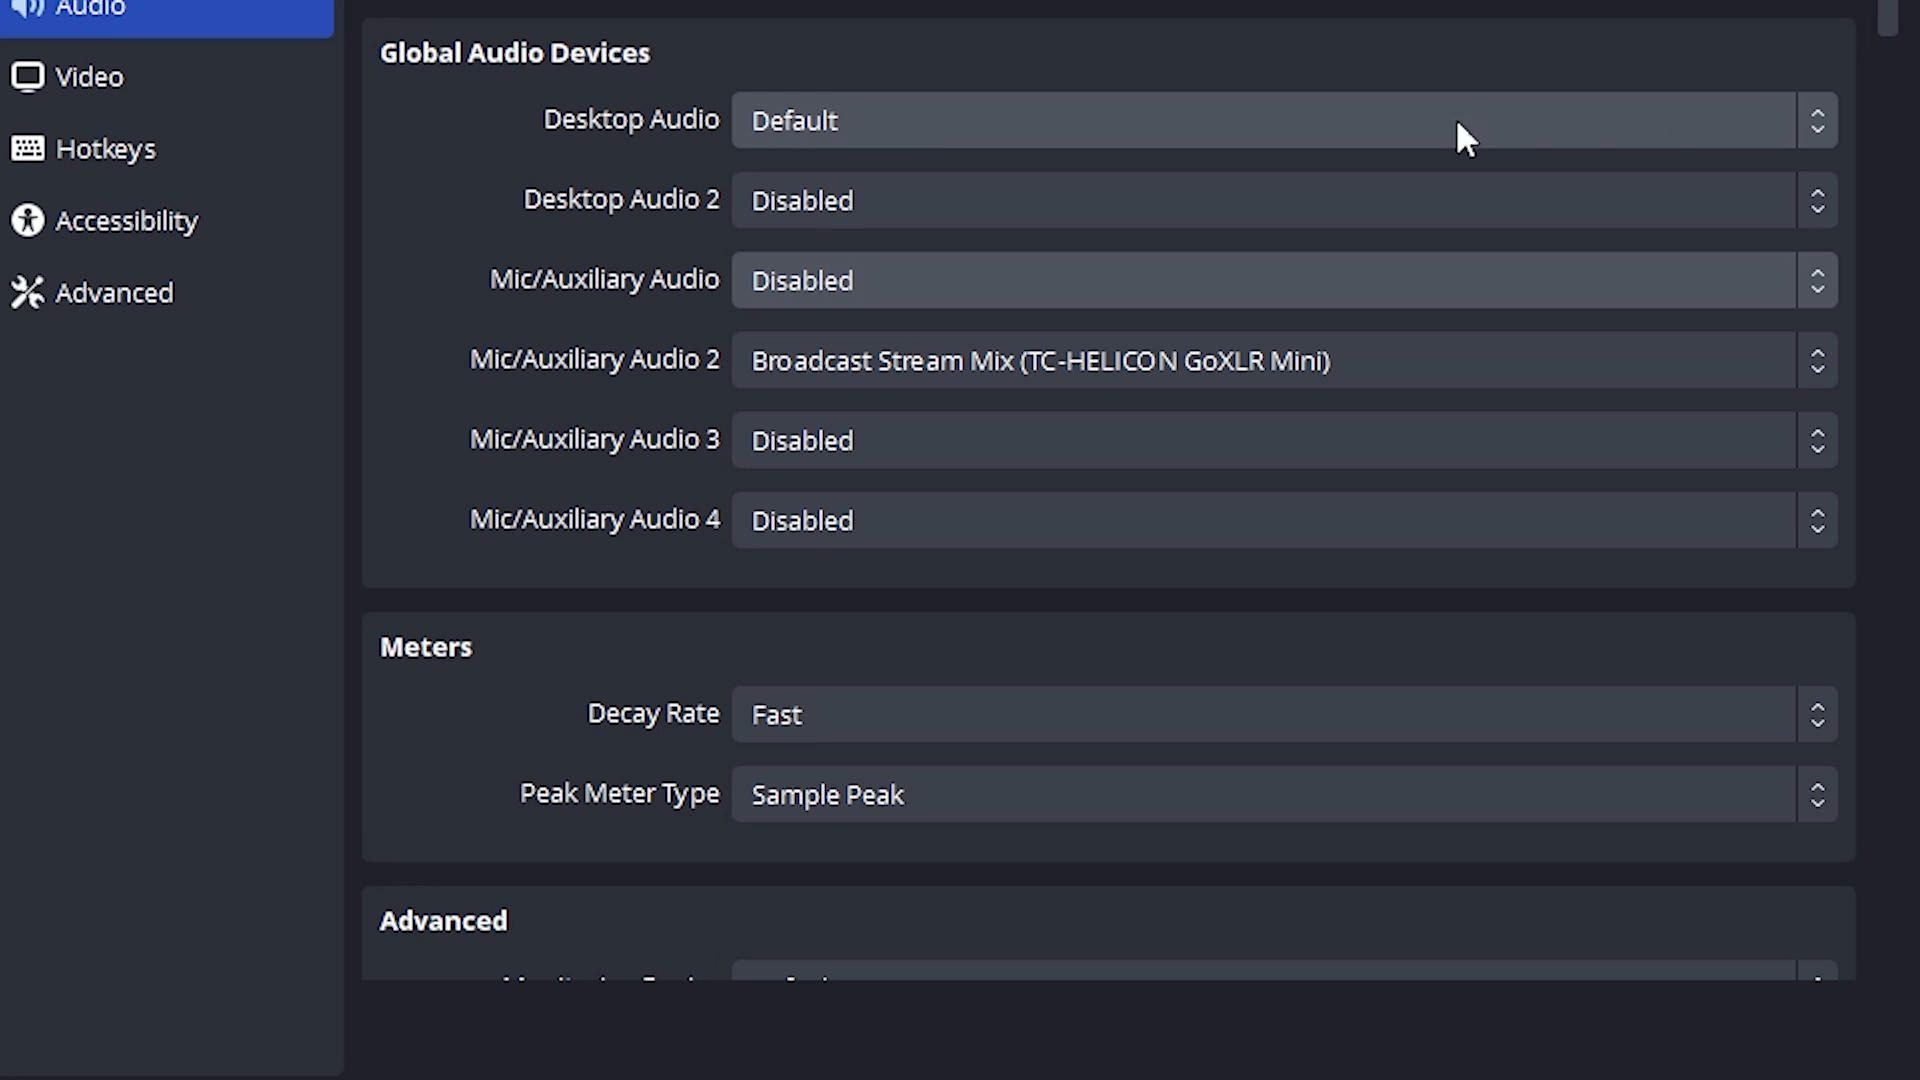 Audio
Video
Hotkeys
Accessibility
Advanced
Global Audio Devices
Desktop Audio Default
Desktop Audio 2 Disabled
Mic/Auxiliary Audio Disabled
Mic/Auxiliary Audio 2 Broadcast Stream Mix (TC-HELICON GoXLR Mini)
Mic/Auxiliary Audio 3 Disabled
Mic/Auxiliary Audio 4 Disabled
Meters
Decay Rate Fast
Peak Meter Type Sample Peak
Advanced